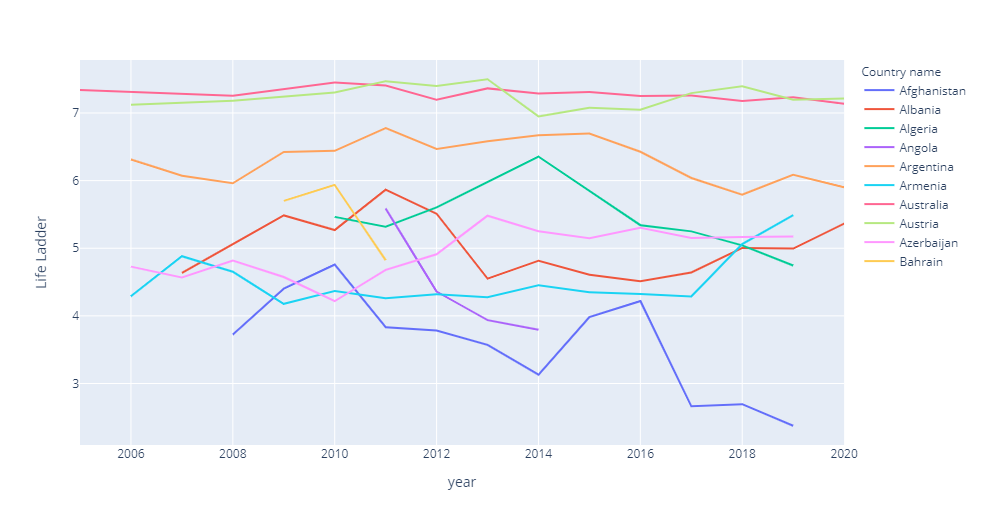 Country name
Afghanistan
Albania
Algeria
Angola
Argentina
Armenia
Australia
Austria
Azerbaijan
Bahrain
Life Ladder
7
6
5
4
3
2006 2008 2010 2012 2014 2016 2018 2020
year